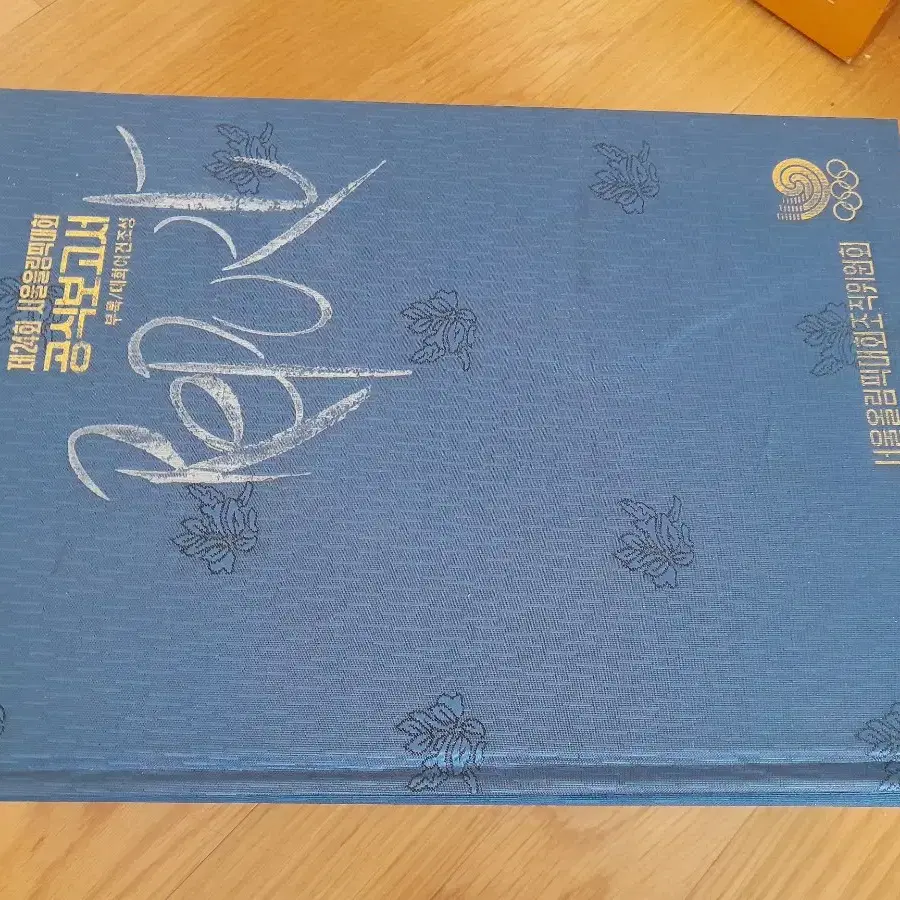 제24회 서울올림픽대회
공식보고서
부록/대회여건조성
Report
서울올림픽대회조직위원회